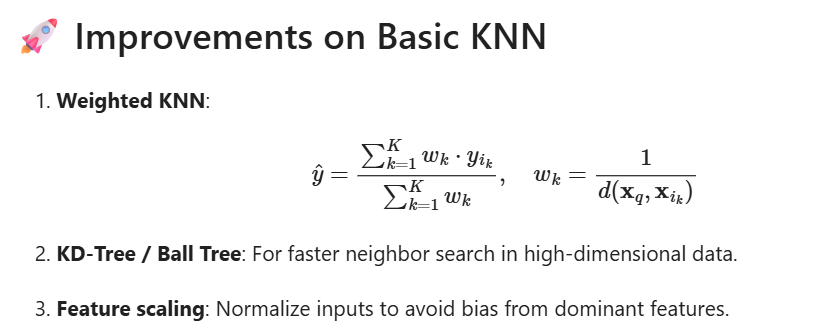 🚀 Improvements on Basic KNN
1. Weighted KNN:
ŷ = \frac{\sum_{k=1}^{K} w_k \cdot y_{i_k}}{\sum_{k=1}^{K} w_k}, \quad w_k = \frac{1}{d(\mathbf{x}_q, \mathbf{x}_{i_k})}
2. KD-Tree / Ball Tree: For faster neighbor search in high-dimensional data.
3. Feature scaling: Normalize inputs to avoid bias from dominant features.